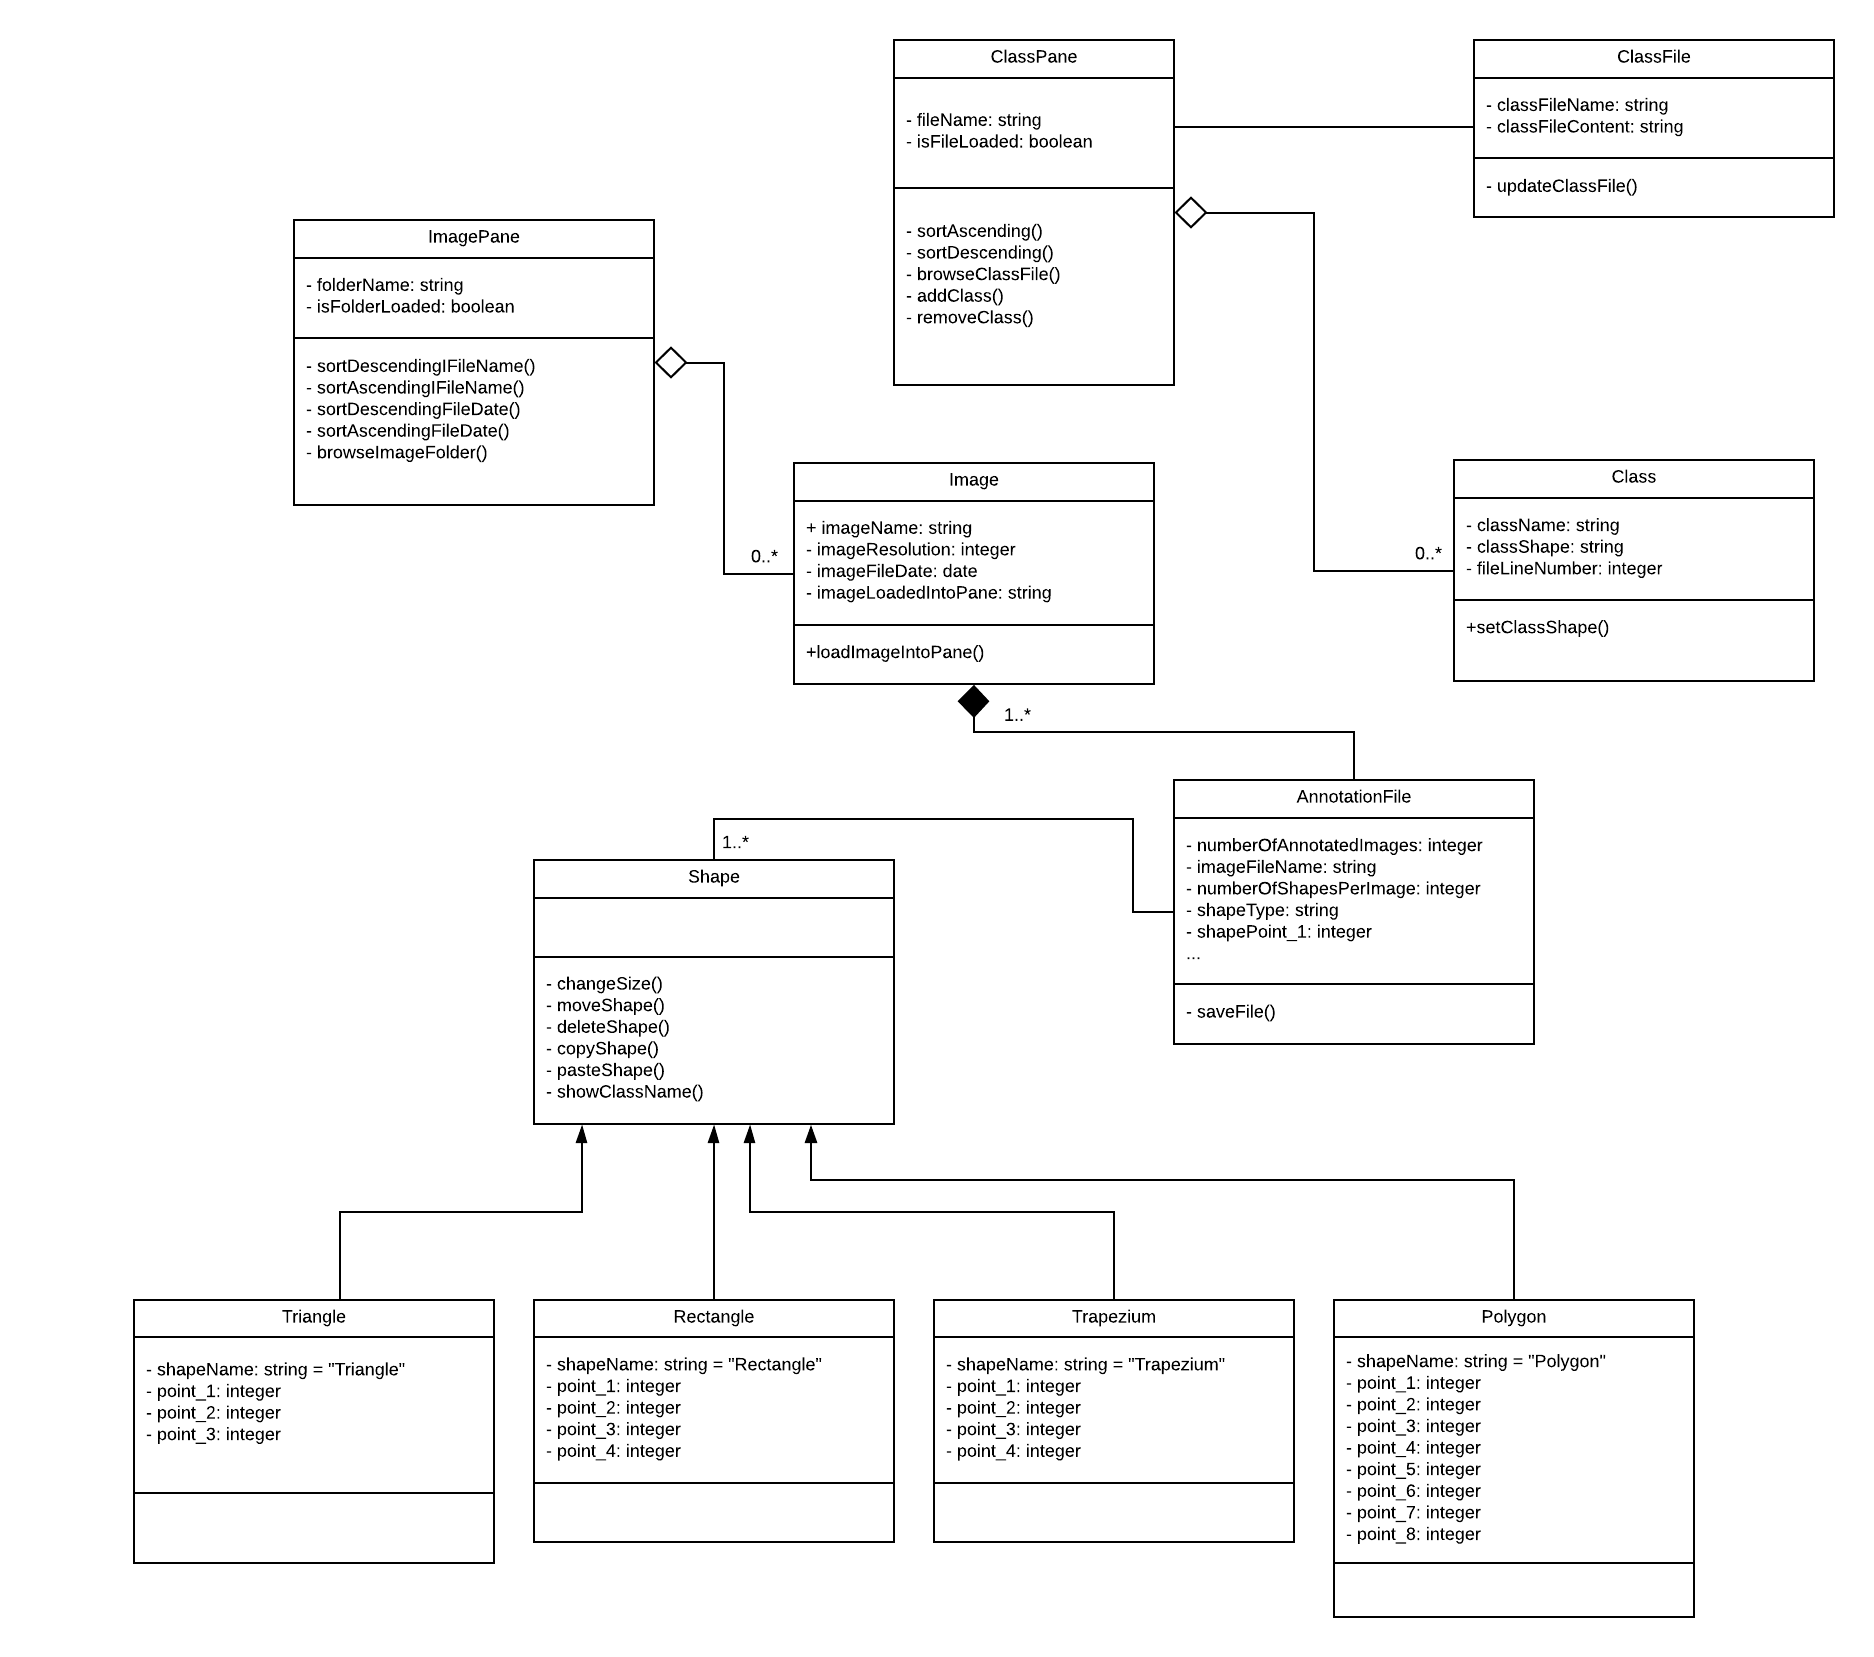 ClassPane
- fileName: string
- isFileLoaded: boolean
- sortAscending()
- sortDescending()
- browseClassFile()
- addClass()
- removeClass()
ClassFile
- classFileName: string
- classFileContent: string
- updateClassFile()
ImagePane
- folderName: string
- isFolderLoaded: boolean
- sortDescendingIFileName()
- sortAscendingIFileName()
- sortDescendingFileDate()
- sortAscendingFileDate()
- browseImageFolder()
0..*
Image
+ imageName: string
- imageResolution: integer
- imageFileDate: date
- imageLoadedIntoPane: string
+loadImageIntoPane()
0..*
Class
- className: string
- classShape: string
- fileLineNumber: integer
+setClassShape()
1..*
AnnotationFile
- numberOfAnnotatedImages: integer
- imageFileName: string
- numberOfShapesPerImage: integer
- shapeType: string
- shapePoint_1: integer
...
- saveFile()
1..*
Shape
- changeSize()
- moveShape()
- deleteShape()
- copyShape()
- pasteShape()
- showClassName()
Triangle
- shapeName: string = "Triangle"
- point_1: integer
- point_2: integer
- point_3: integer
Rectangle
- shapeName: string = "Rectangle"
- point_1: integer
- point_2: integer
- point_3: integer
- point_4: integer
Trapezium
- shapeName: string = "Trapezium"
- point_1: integer
- point_2: integer
- point_3: integer
- point_4: integer
Polygon
- shapeName: string = "Polygon"
- point_1: integer
- point_2: integer
- point_3: integer
- point_4: integer
- point_5: integer
- point_6: integer
- point_7: integer
- point_8: integer